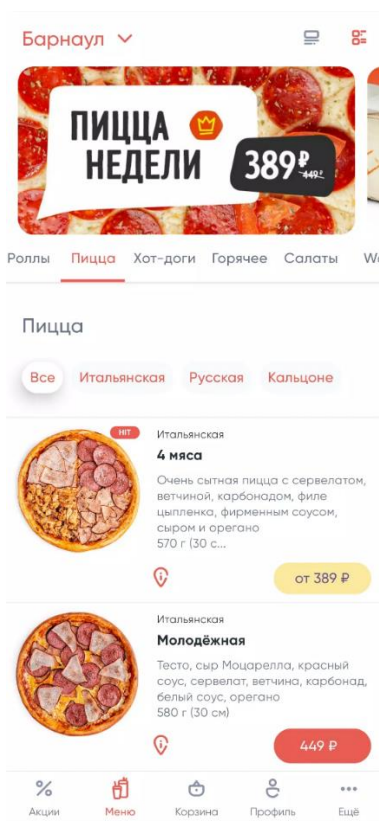 Барнаул
ПИЦЦА
НЕДЕЛИ
389₽
449₽
Роллы Пицца Хот-доги Горячее Салаты
Пицца
Все Итальянская Русская Кальцоне
HIT
Итальянская
4 мяса
Очень сытная пицца с сервелатом,
ветчиной, карбонадом, филе
цыпленка, фирменным соусом,
сыром и орегано
570 г (30 с...
от 389 ₽
Итальянская
Молодёжная
Тесто, сыр Моцарелла, красный
соус, сервелат, ветчина, карбонад,
белый соус, орегано
580 г (30 см)
449 ₽
Акции Меню Корзина Профиль Ещё